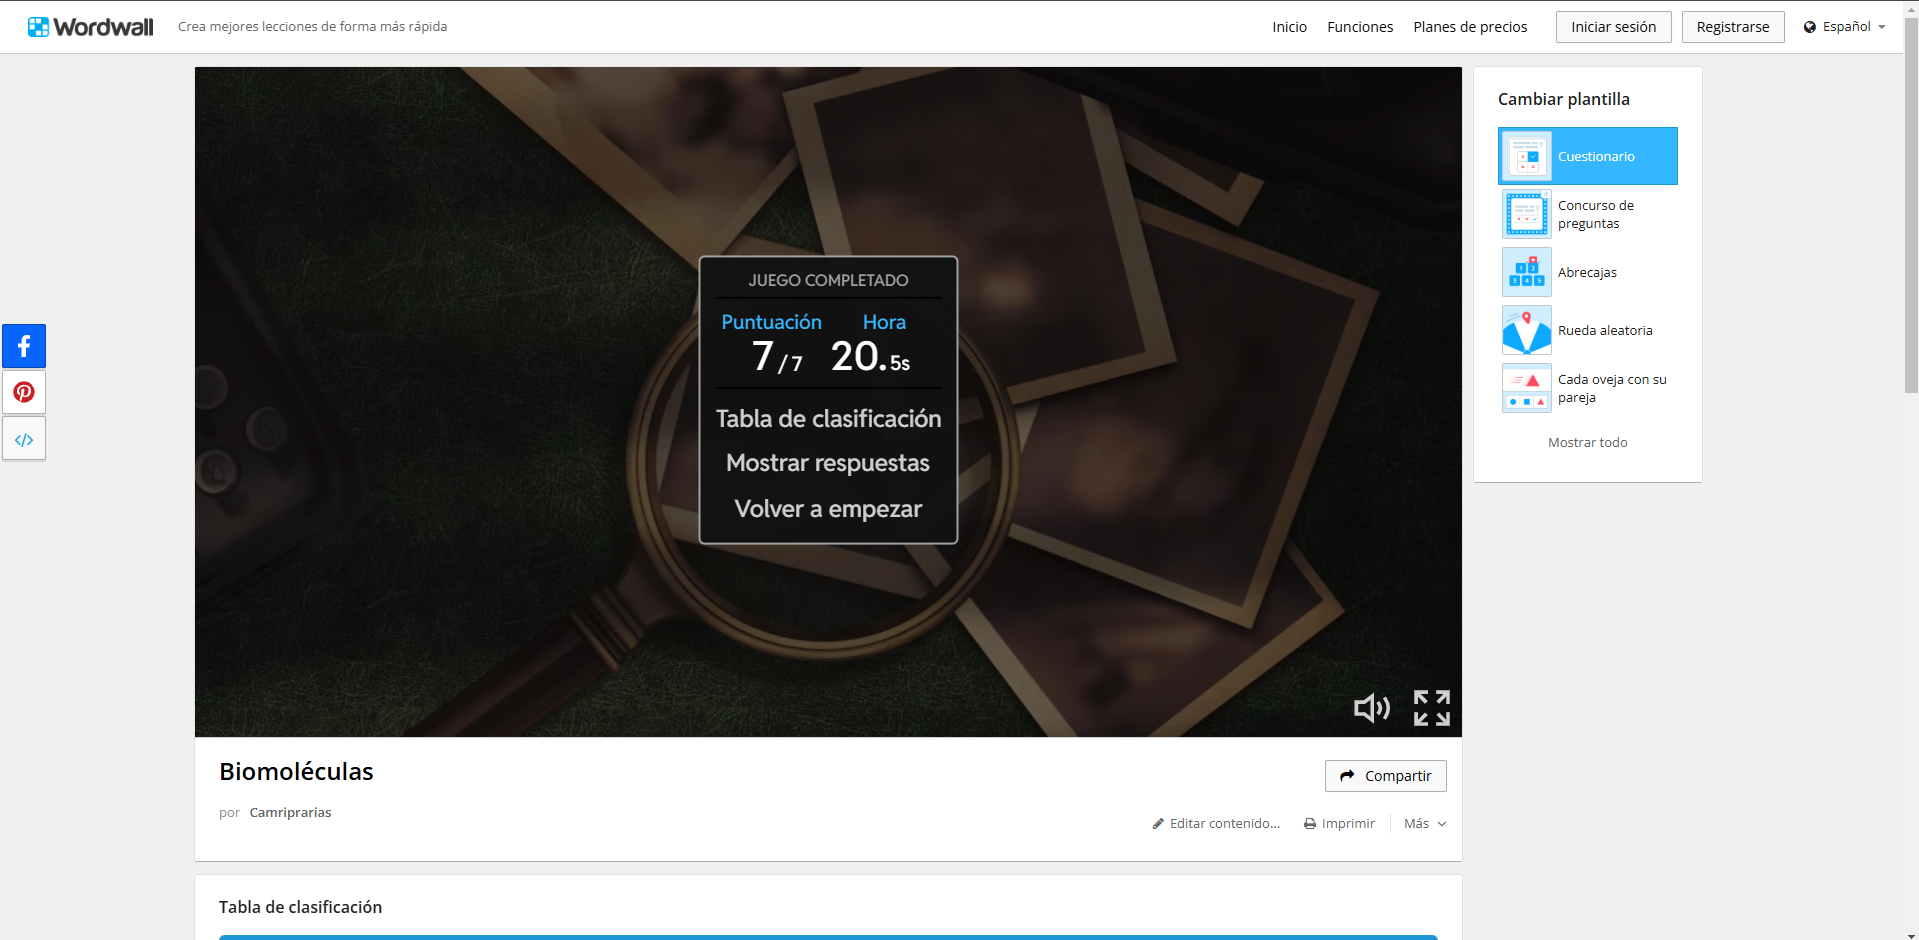 Wordwall
Crea mejores lecciones de forma más rápida
Inicio
Funciones
Planes de precios
Iniciar sesión
Registrarse
Español
JUEGO COMPLETADO
Puntuación Hora
7/7 20.5s
Tabla de clasificación
Mostrar respuestas
Volver a empezar
Cambiar plantilla
Cuestionario
Concurso de
preguntas
Abrecajas
Rueda aleatoria
Cada oveja con su
pareja
Mostrar todo
Biomoléculas
Compartir
por Camriprarias
Editar contenido...
Imprimir
Más
Tabla de clasificación